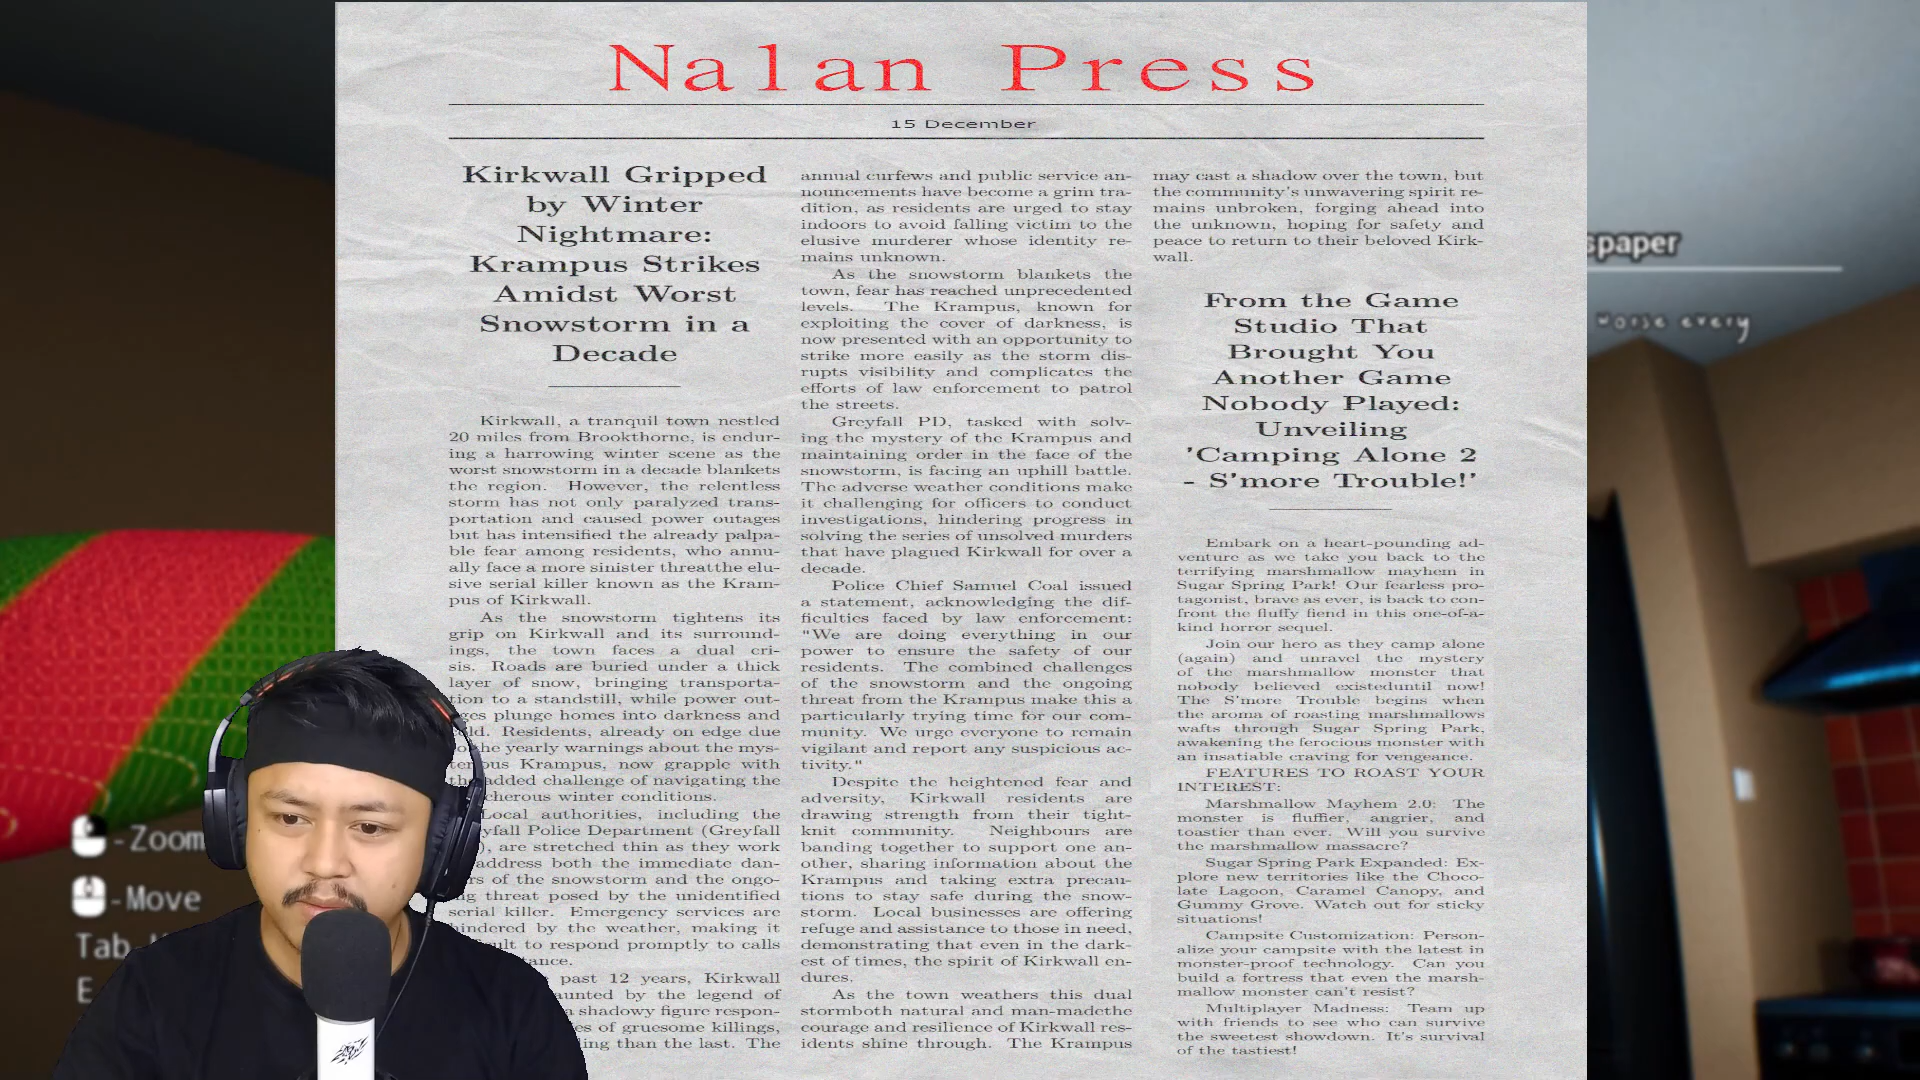 Nalan Press
15 December
Kirkwall Gripped
by Winter
Nightmare:
Krampus Strikes
Amidst Worst
Snowstorm in a
Decade
Kirkwall, a tranquil town nestled
20 miles from Brookthorne, is endur-
ing a harrowing winter scene as the
worst snowstorm in a decade blankets
the region. However, the relentless
storm has not only paralyzed trans-
portation and caused power outages
but has intensified the already palpa-
ble fear among residents, who annu-
ally face a more sinister threatthe elu-
sive serial killer known as the Kram-
pus of Kirkwall.
As the snowstorm tightens its
grip on Kirkwall and its surround-
ings, the town faces a dual cri-
sis. Roads are buried under a thick
layer of snow, bringing transporta-
tion to a standstill, while power out-
plunge homes into darkness and
Residents, already on edge due
the yearly warnings about the mys-
Krampus, now grapple with
the added challenge of navigating the
winter conditions.
Local authorities, including the
Police Department (Greyfall
are stretched thin as they work
address both the immediate dan-
of the snowstorm and the ongo-
threat posed by the unidentified
serial killer. Emergency services are
hindered by the weather, making it
to respond promptly to calls
past 12 years, Kirkwall
by the legend of
a shadowy figure respon-
of gruesome killings,
than the last. The
annual curfews and public service an-
nouncements have become a grim tra-
dition, as residents are urged to stay
indoors to avoid falling victim to the
elusive murderer whose identity re-
mains unknown.
As the snowstorm blankets the
town, fear has reached unprecedented
levels. The Krampus, known for
exploiting the cover of darkness, is
now presented with an opportunity to
strike more easily as the storm dis-
rupts visibility and complicates the
efforts of law enforcement to patrol
the streets.
Greyfall PD, tasked with solv-
ing the mystery of the Krampus and
maintaining order in the face of the
snowstorm, is facing an uphill battle.
The adverse weather conditions make
it challenging for officers to conduct
investigations, hindering progress in
solving the series of unsolved murders
that have plagued Kirkwall for over a
decade.
Police Chief Samuel Coal issued
a statement, acknowledging the dif-
ficulties faced by law enforcement:
"We are doing everything in our
power to ensure the safety of our
residents. The combined challenges
of the snowstorm and the ongoing
threat from the Krampus make this a
particularly trying time for our com-
munity. We urge everyone to remain
vigilant and report any suspicious ac-
tivity."
Despite the heightened fear and
adversity, Kirkwall residents are
drawing strength from their tight-
knit community. Neighbours are
banding together to support one an-
other, sharing information about the
Krampus and taking extra precau-
tions to stay safe during the snow-
storm. Local businesses are offering
refuge and assistance to those in need,
demonstrating that even in the dark-
est of times, the spirit of Kirkwall en-
dures.
As the town weathers this dual
stormboth natural and man-madethe
courage and resilience of Kirkwall res-
idents shine through. The Krampus
may cast a shadow over the town, but
the community's unwavering spirit re-
mains unbroken, forging ahead into
the unknown, hoping for safety and
peace to return to their beloved Kirk-
wall.
From the Game
Studio That
Brought You
Another Game
Nobody Played:
Unveiling
'Camping Alone 2
- S'more Trouble!'
Embark on a heart-pounding ad-
venture as we take you back to the
terrifying marshmallow mayhem in
Sugar Spring Park! Our fearless pro-
tagonist, brave as ever, is back to con-
front the fluffy fiend in this one-of-a-
kind horror sequel.
Join our hero as they camp alone
(again) and unravel the mystery
of the marshmallow monster that
nobody believed existeduntil now!
The S'more Trouble begins when
the aroma of roasting marshmallows
wafts through Sugar Spring Park,
awakening the ferocious monster with
an insatiable craving for vengeance.
FEATURES TO ROAST YOUR
INTEREST:
Marshmallow Mayhem 2.0: The
monster is fluffier, angrier, and
toastier than ever. Will you survive
the marshmallow massacre?
Sugar Spring Park Expanded: Ex-
plore new territories like the Choco-
late Lagoon, Caramel Canopy, and
Gummy Grove. Watch out for sticky
situations!
Campsite Customization: Person-
alize your campsite with the latest in
monster-proof technology. Can you
build a fortress that even the marsh-
mallow monster can't resist?
Multiplayer Madness: Team up
with friends to see who can survive
the sweetest showdown. It's survival
of the tastiest!
spaper
worse every
-Zoom
-Move
Tab
E